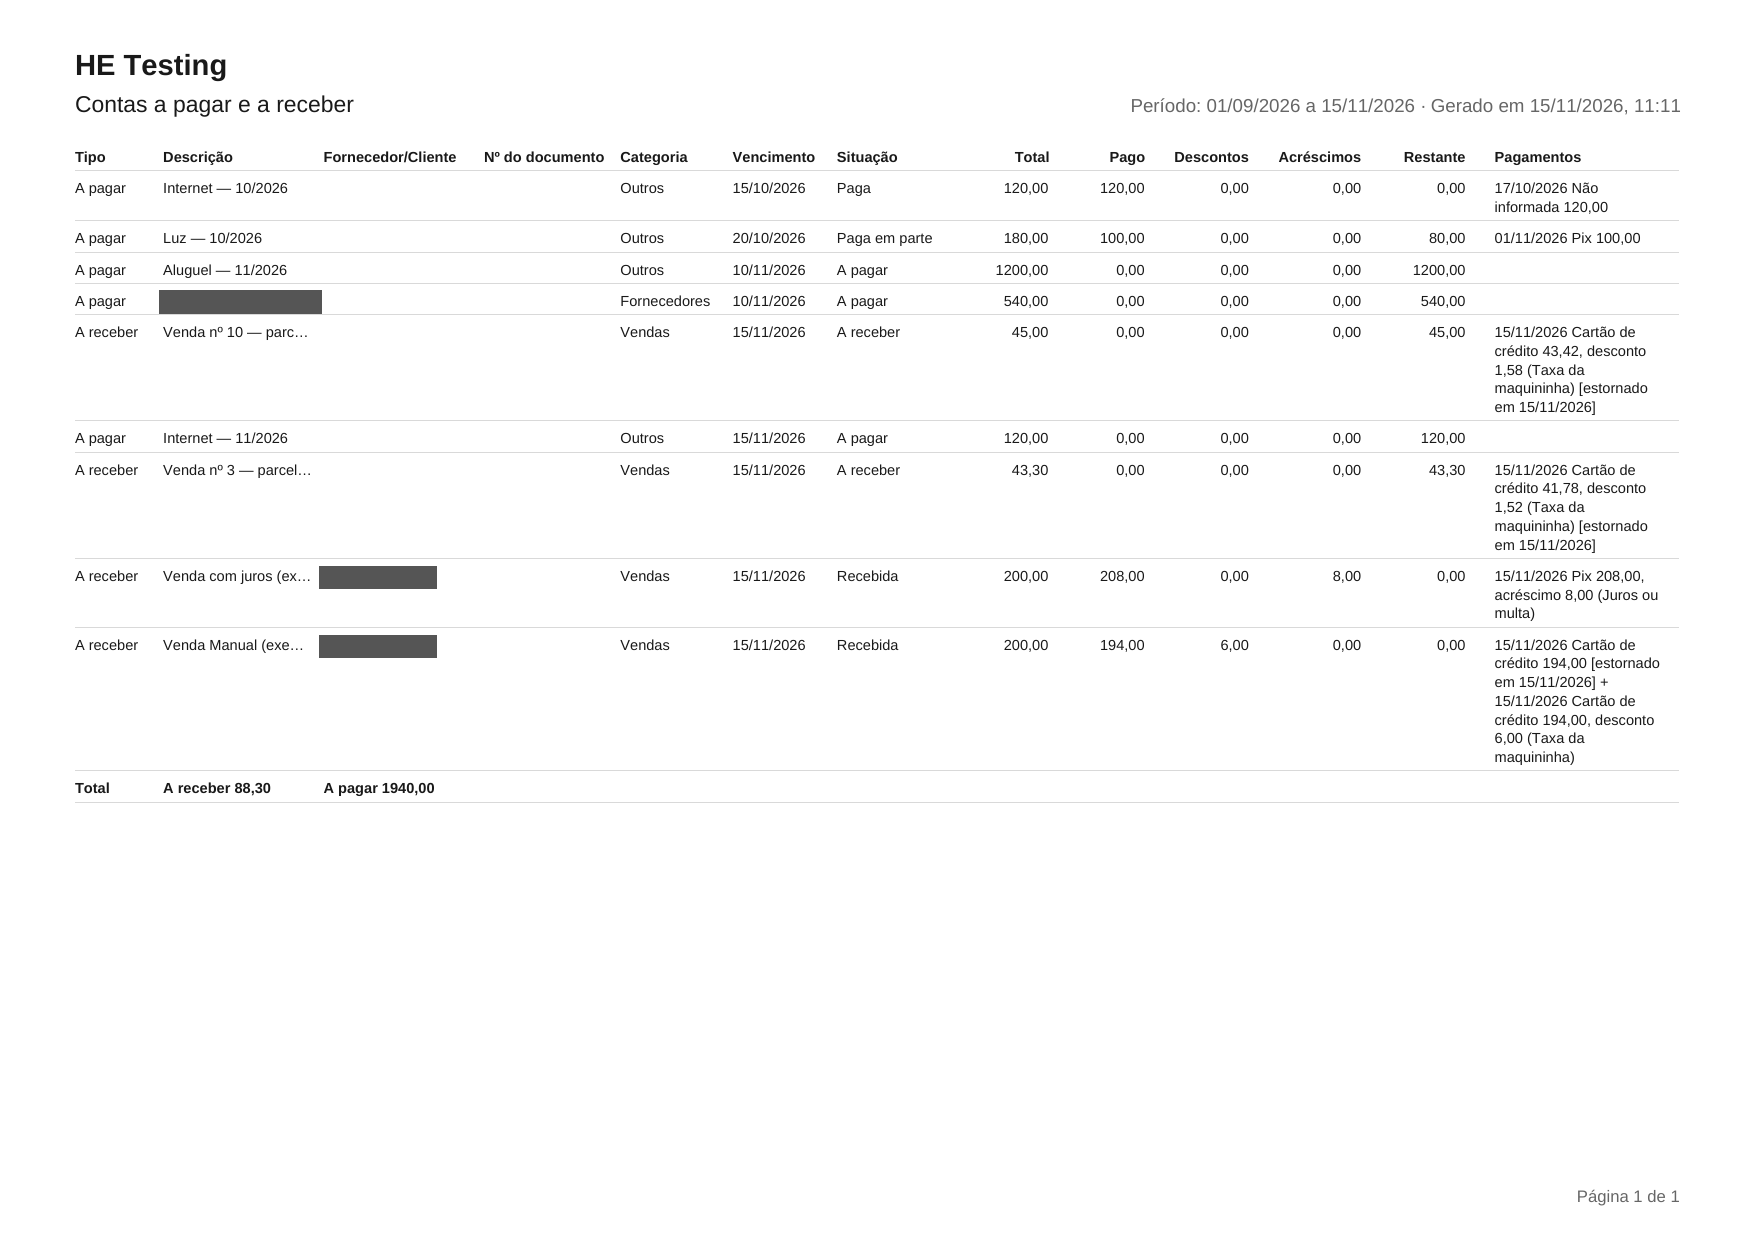 HE Testing
Contas a pagar e a receber
Período: 01/09/2026 a 15/11/2026 · Gerado em 15/11/2026, 11:11
Tipo Descrição Fornecedor/Cliente Nº do documento Categoria Vencimento Situação Total Pago Descontos Acréscimos Restante Pagamentos
A pagar Internet — 10/2026 Outros 15/10/2026 Paga 120,00 120,00 0,00 0,00 0,00 17/10/2026 Não
informada 120,00
A pagar Luz — 10/2026 Outros 20/10/2026 Paga em parte 180,00 100,00 0,00 0,00 80,00 01/11/2026 Pix 100,00
A pagar Aluguel — 11/2026 Outros 10/11/2026 A pagar 1200,00 0,00 0,00 0,00 1200,00
A pagar Fornecedores 10/11/2026 A pagar 540,00 0,00 0,00 0,00 540,00
A receber Venda nº 10 — parc… Vendas 15/11/2026 A receber 45,00 0,00 0,00 0,00 45,00 15/11/2026 Cartão de
crédito 43,42, desconto
1,58 (Taxa da
maquininha) [estornado
em 15/11/2026]
A pagar Internet — 11/2026 Outros 15/11/2026 A pagar 120,00 0,00 0,00 0,00 120,00
A receber Venda nº 3 — parcel… Vendas 15/11/2026 A receber 43,30 0,00 0,00 0,00 43,30 15/11/2026 Cartão de
crédito 41,78, desconto
1,52 (Taxa da
maquininha) [estornado
em 15/11/2026]
A receber Venda com juros (ex… Vendas 15/11/2026 Recebida 200,00 208,00 0,00 8,00 0,00 15/11/2026 Pix 208,00,
acréscimo 8,00 (Juros ou
multa)
A receber Venda Manual (exe… Vendas 15/11/2026 Recebida 200,00 194,00 6,00 0,00 0,00 15/11/2026 Cartão de
crédito 194,00 [estornado
em 15/11/2026] +
15/11/2026 Cartão de
crédito 194,00, desconto
6,00 (Taxa da
maquininha)
Total A receber 88,30 A pagar 1940,00
Página 1 de 1